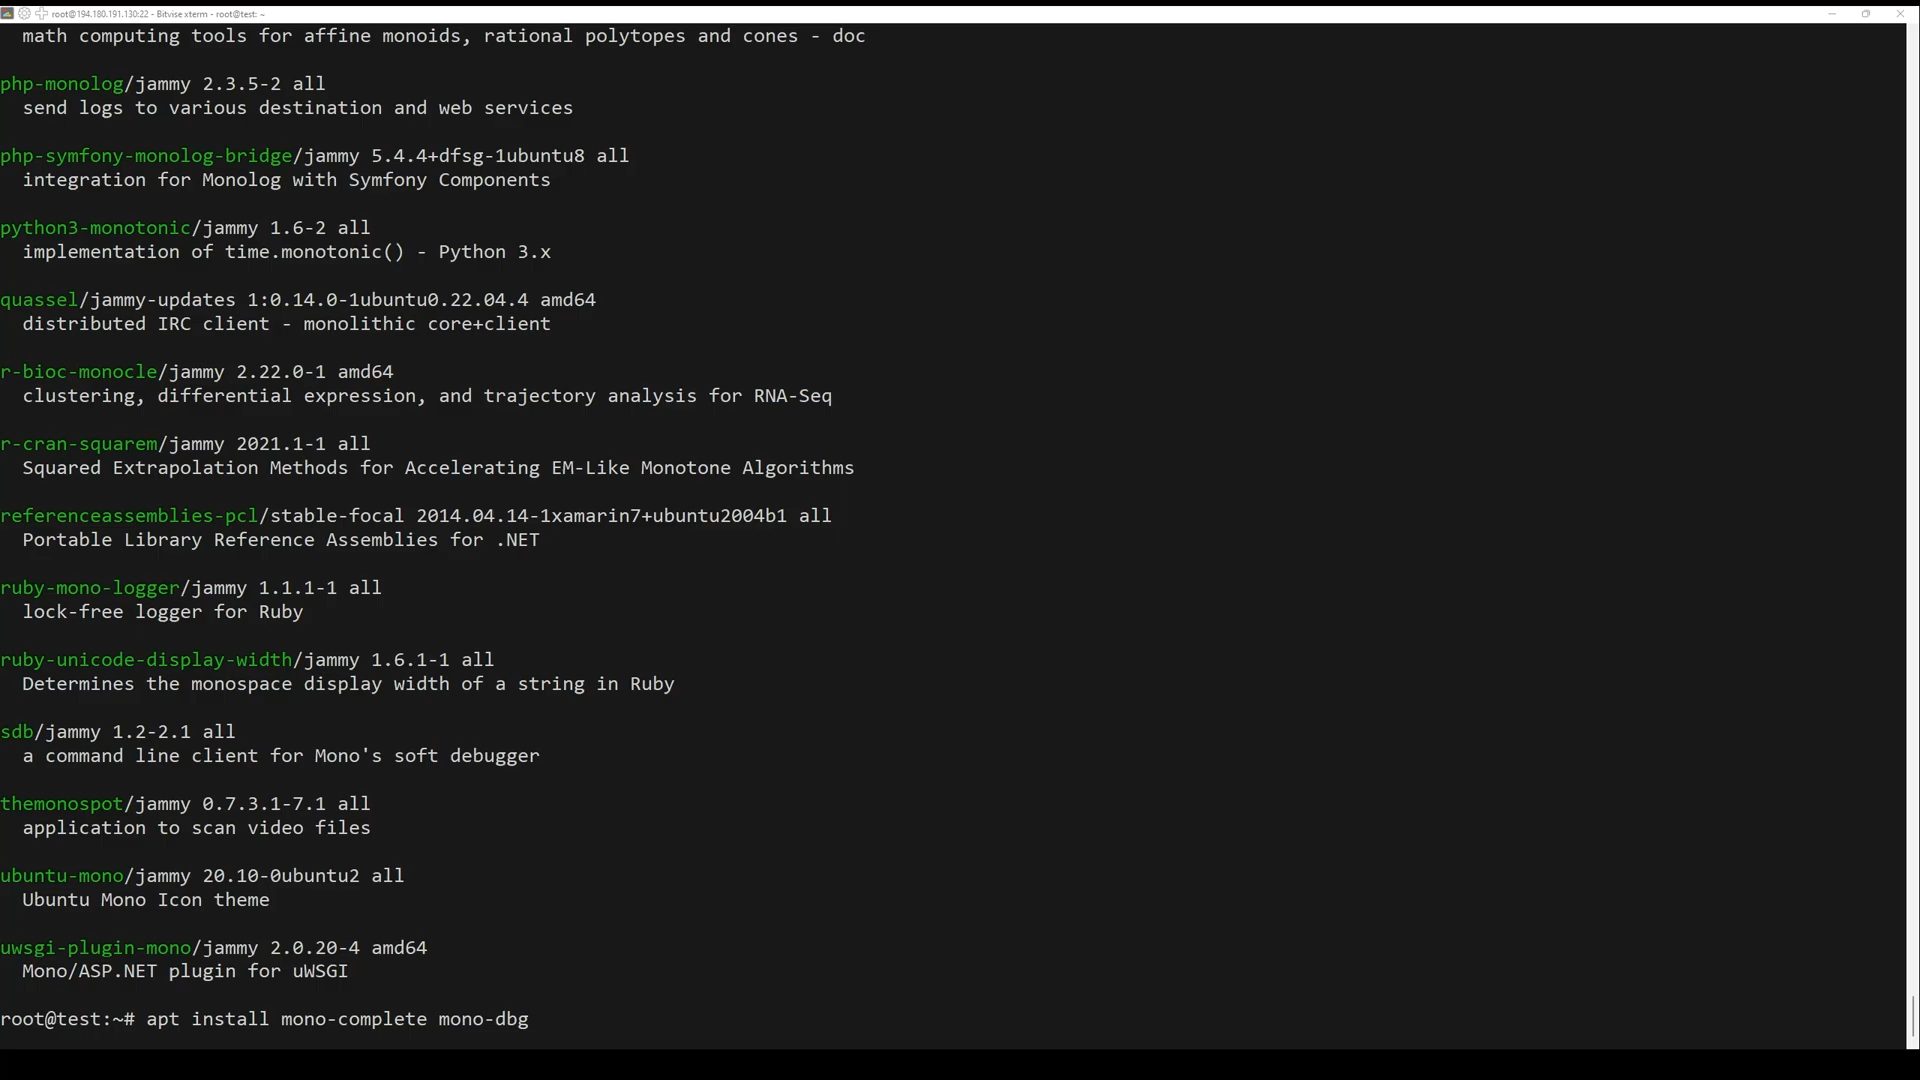 root@194.180.191.130:22 - Bitvise xterm - root@test: ~
math computing tools for affine monoids, rational polytopes and cones - doc
php-monolog/jammy 2.3.5-2 all
send logs to various destination and web services
php-symfony-monolog-bridge/jammy 5.4.4+dfsg-1ubuntu8 all
integration for Monolog with Symfony Components
python3-monotonic/jammy 1.6-2 all
implementation of time.monotonic() - Python 3.x
quassel/jammy-updates 1:0.14.0-1ubuntu0.22.04.4 amd64
distributed IRC client - monolithic core+client
r-bioc-monocle/jammy 2.22.0-1 amd64
clustering, differential expression, and trajectory analysis for RNA-Seq
r-cran-squarem/jammy 2021.1-1 all
Squared Extrapolation Methods for Accelerating EM-Like Monotone Algorithms
referenceassemblies-pcl/stable-focal 2014.04.14-1xamarin7+ubuntu2004b1 all
Portable Library Reference Assemblies for .NET
ruby-mono-logger/jammy 1.1.1-1 all
lock-free logger for Ruby
ruby-unicode-display-width/jammy 1.6.1-1 all
Determines the monospace display width of a string in Ruby
sdb/jammy 1.2-2.1 all
a command line client for Mono's soft debugger
themonospot/jammy 0.7.3.1-7.1 all
application to scan video files
ubuntu-mono/jammy 20.10-0ubuntu2 all
Ubuntu Mono Icon theme
uwsgi-plugin-mono/jammy 2.0.20-4 amd64
Mono/ASP.NET plugin for uWSGI
root@test:~# apt install mono-complete mono-dbg